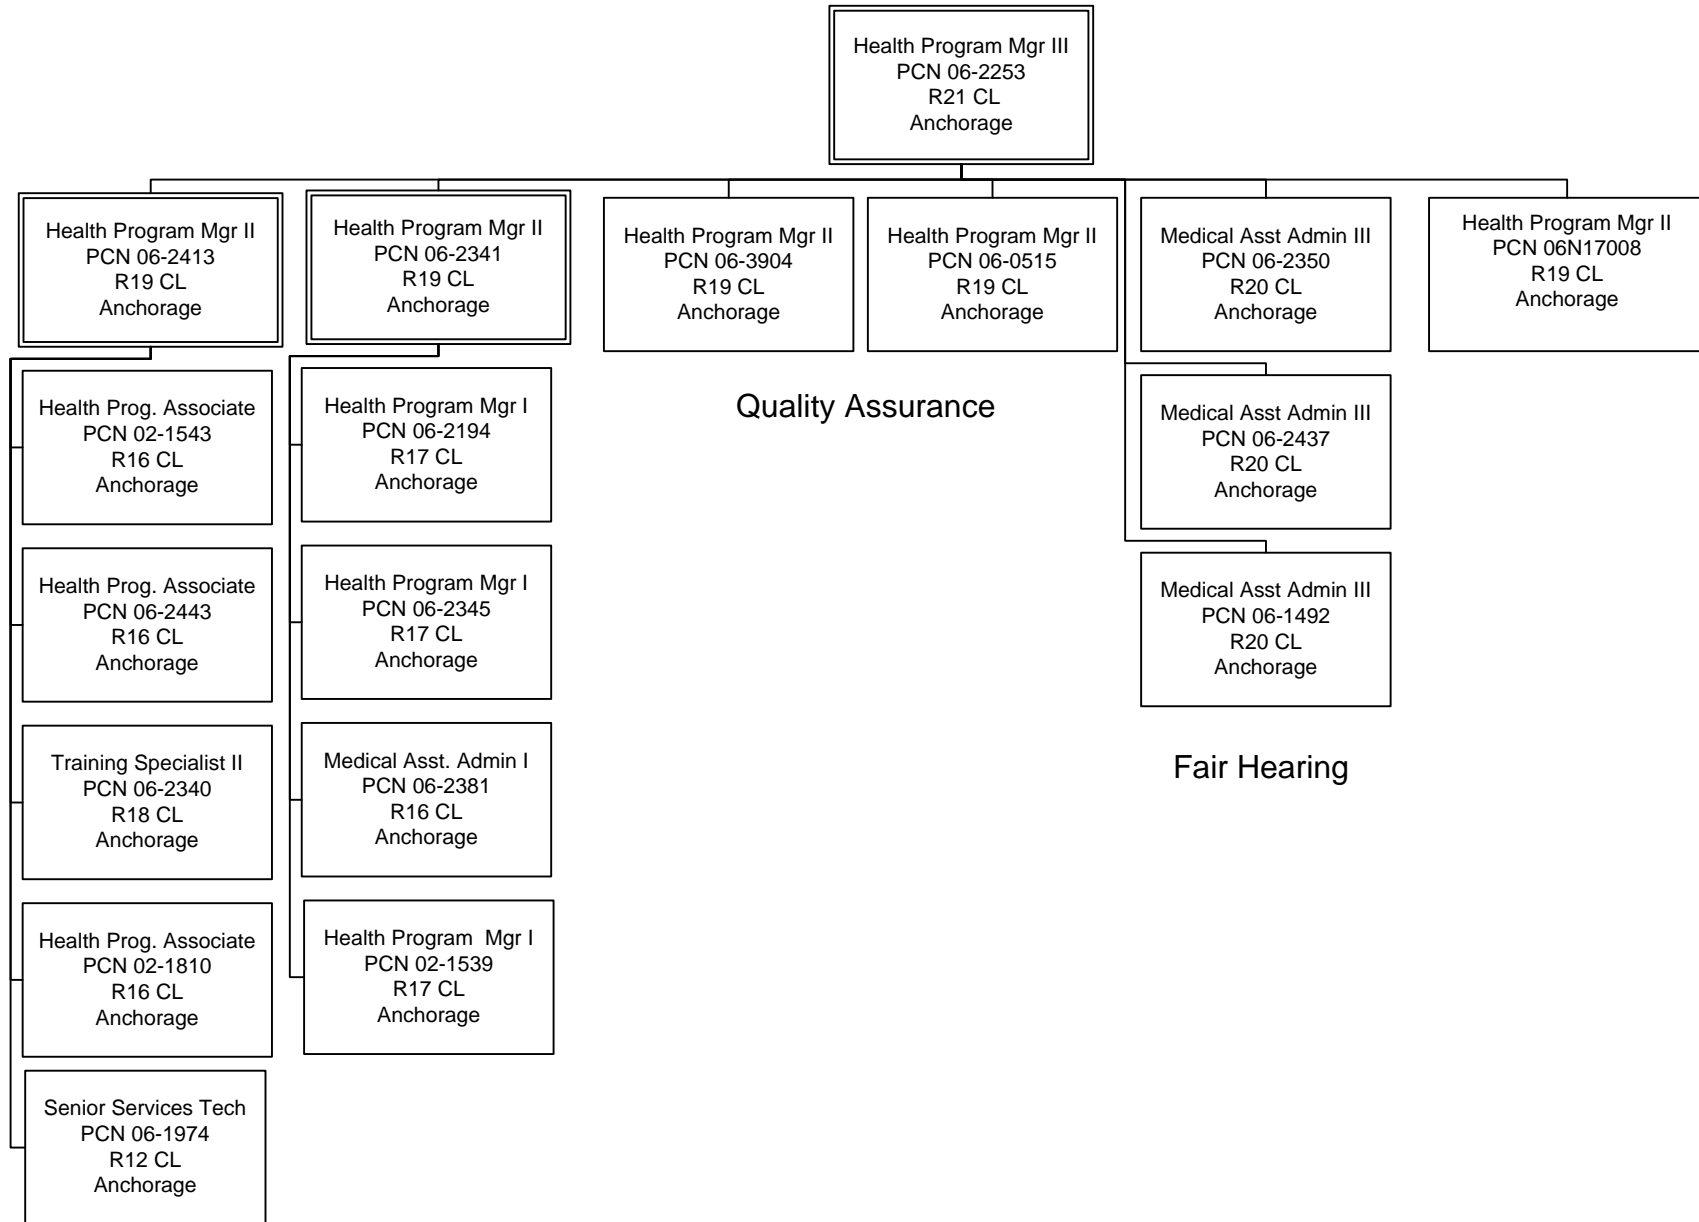 Health Program Mgr III
PCN 06-2253
R21 CL
Anchorage
Health Program Mgr II
PCN 06-2413
R19 CL
Anchorage
Health Program Mgr II
PCN 06-2341
R19 CL
Anchorage
Health Program Mgr II
PCN 06-3904
R19 CL
Anchorage
Health Program Mgr II
PCN 06-0515
R19 CL
Anchorage
Medical Asst Admin III
PCN 06-2350
R20 CL
Anchorage
Health Program Mgr II
PCN 06N17008
R19 CL
Anchorage
Health Prog. Associate
PCN 02-1543
R16 CL
Anchorage
Health Program Mgr I
PCN 06-2194
R17 CL
Anchorage
Quality Assurance
Medical Asst Admin III
PCN 06-2437
R20 CL
Anchorage
Health Prog. Associate
PCN 06-2443
R16 CL
Anchorage
Health Program Mgr I
PCN 06-2345
R17 CL
Anchorage
Medical Asst Admin III
PCN 06-1492
R20 CL
Anchorage
Training Specialist II
PCN 06-2340
R18 CL
Anchorage
Medical Asst. Admin I
PCN 06-2381
R16 CL
Anchorage
Fair Hearing
Health Prog. Associate
PCN 02-1810
R16 CL
Anchorage
Health Program  Mgr I
PCN 02-1539
R17 CL
Anchorage
Senior Services Tech
PCN 06-1974
R12 CL
Anchorage